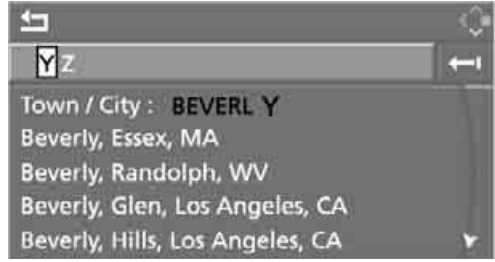 Y Z
Town / City : BEVERL Y
Beverly, Essex, MA
Beverly, Randolph, WV
Beverly, Glen, Los Angeles, CA
Beverly, Hills, Los Angeles, CA